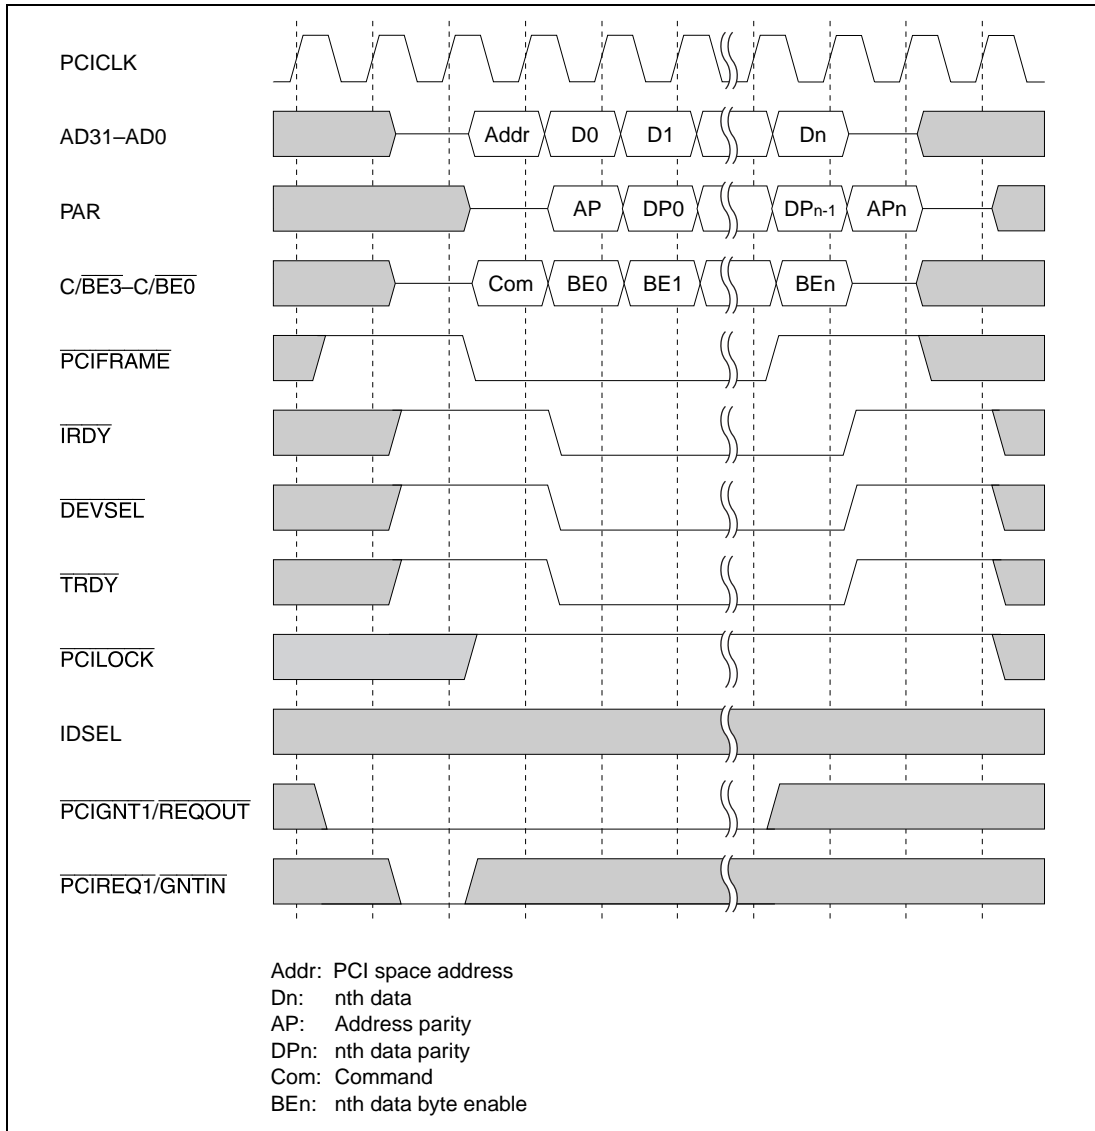 PCICLK
AD31–AD0 Addr D0 D1 Dn
PAR AP DP0 DPn-1 APn
C/BE3–C/BE0 Com BE0 BE1 BEn
PCIFRAME
IRDY
DEVSEL
TRDY
PCILOCK
IDSEL
PCIGNT1/REQOUT
PCIREQ1/GNTIN
Addr: PCI space address
Dn: nth data
AP: Address parity
DPn: nth data parity
Com: Command
BEn: nth data byte enable